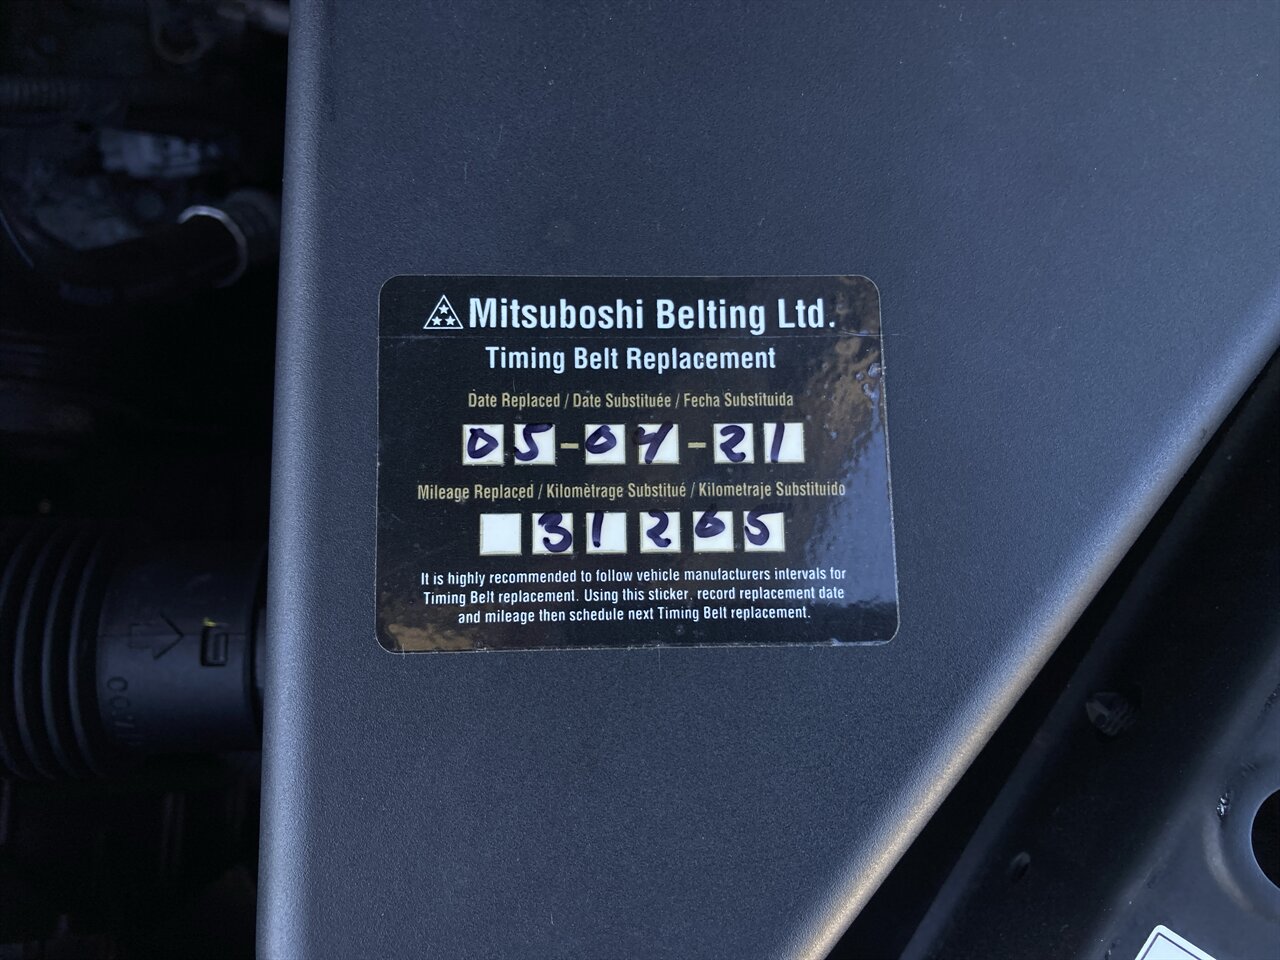 Mitsuboshi Belting Ltd.
Timing Belt Replacement
Date Replaced / Date Substituée / Fecha Substituida
05-07-21
Mileage Replaced / Kilomètrage Substitué / Kilometraje Substituido
31265
It is highly recommended to follow vehicle manufacturers intervals for
Timing Belt replacement. Using this sticker, record replacement date
and mileage then schedule next Timing Belt replacement.